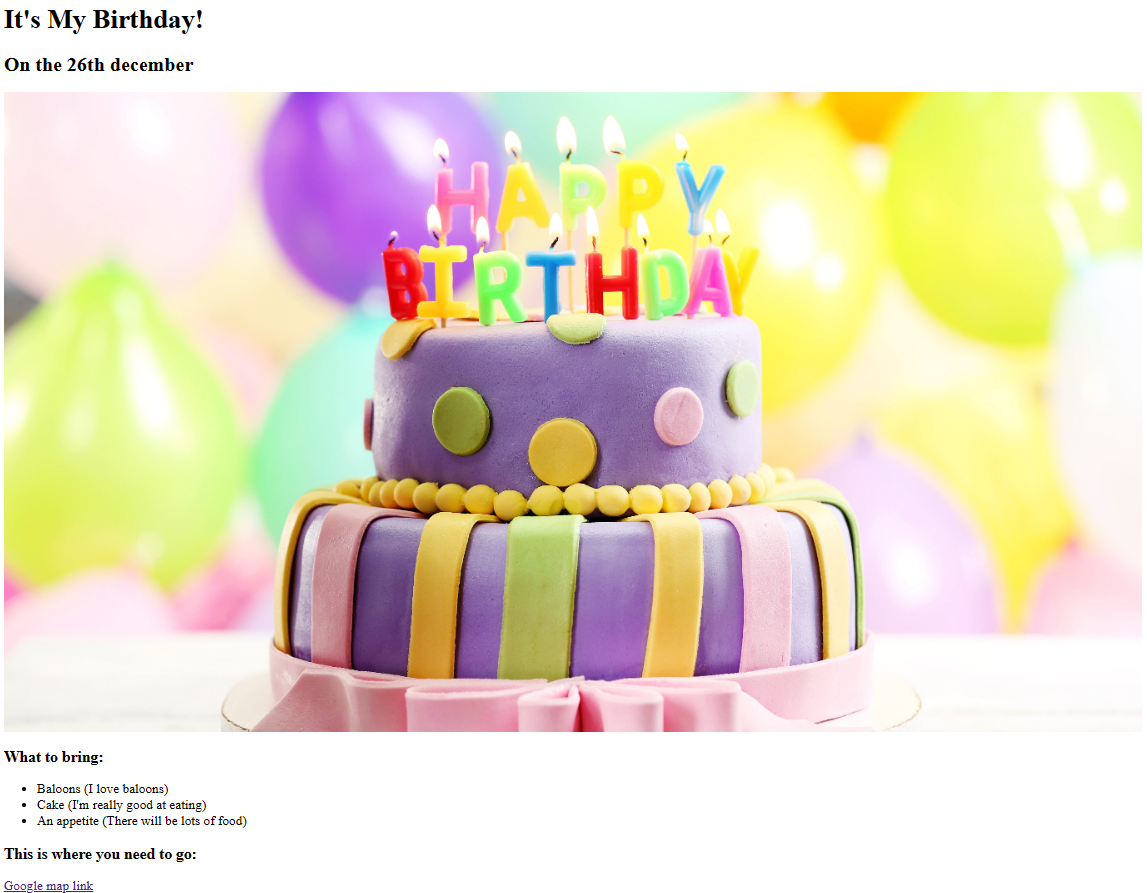 It's My Birthday!
On the 26th december
HAPPY
BIRTHDAY
What to bring:
Baloons (I love baloons)
Cake (I'm really good at eating)
An appetite (There will be lots of food)
This is where you need to go:
Google map link